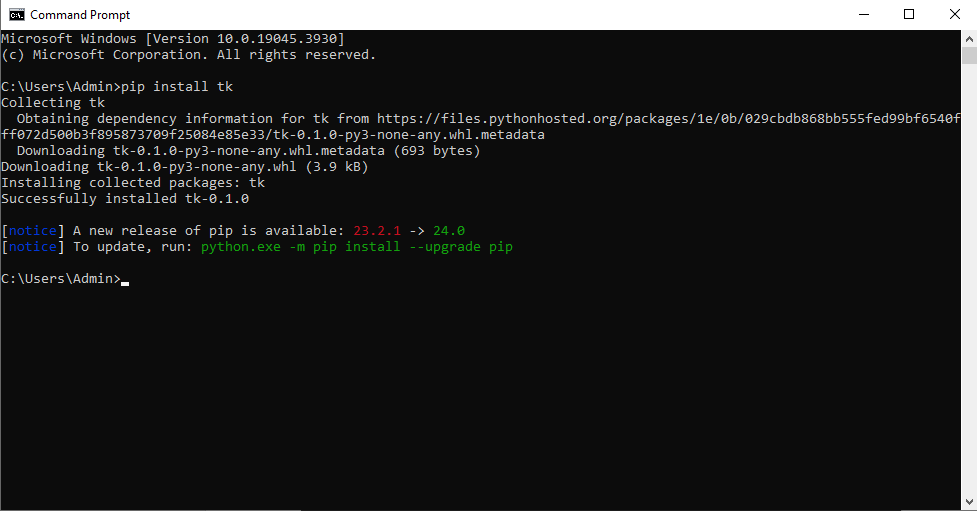 Command Prompt
Microsoft Windows [Version 10.0.19045.3930]
(c) Microsoft Corporation. All rights reserved.
C:\Users\Admin>pip install tk
Collecting tk
  Obtaining dependency information for tk from https://files.pythonhosted.org/packages/1e/0b/029cbdb868bb555fed99bf6540f
ff072d500b3f895873709f25084e85e33/tk-0.1.0-py3-none-any.whl.metadata
  Downloading tk-0.1.0-py3-none-any.whl.metadata (693 bytes)
Downloading tk-0.1.0-py3-none-any.whl (3.9 kB)
Installing collected packages: tk
Successfully installed tk-0.1.0
[notice] A new release of pip is available: 23.2.1 -> 24.0
[notice] To update, run: python.exe -m pip install --upgrade pip
C:\Users\Admin>